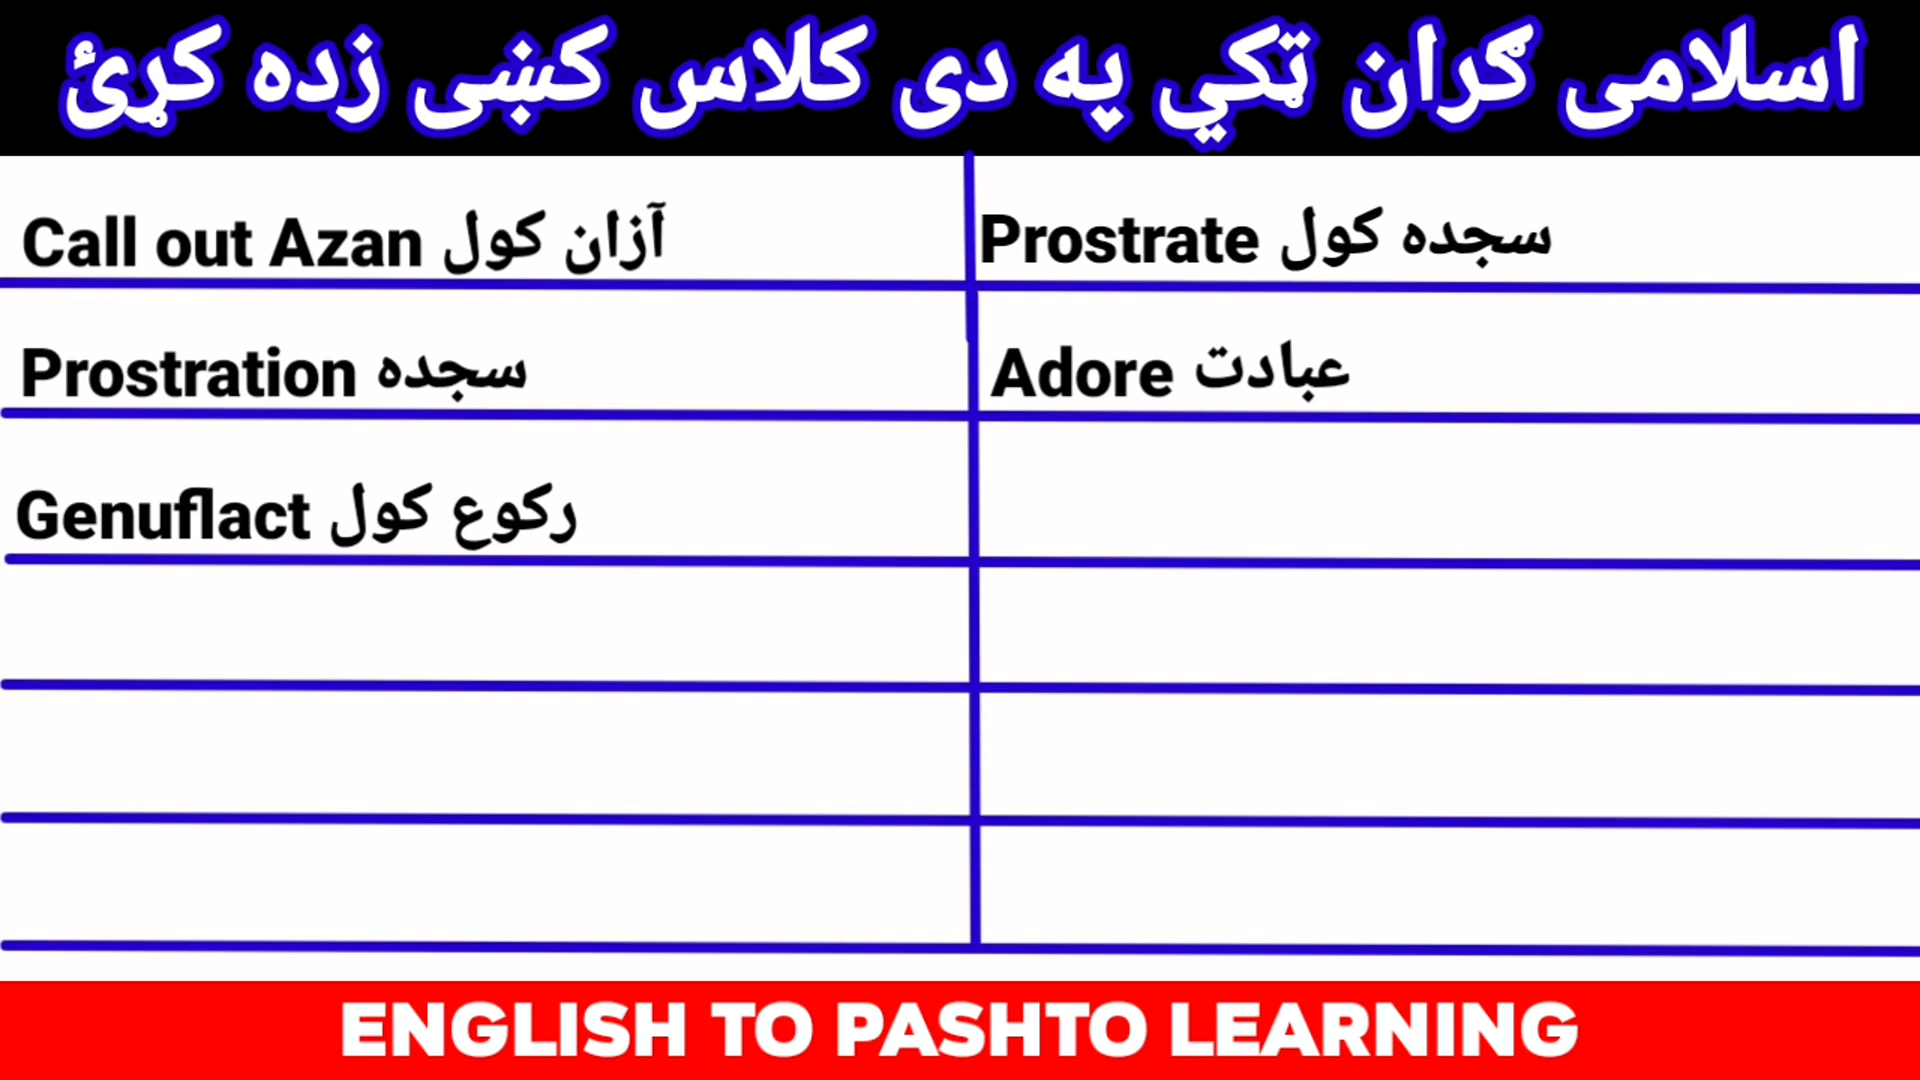 اسلامی ګران ټکي په دی کلاس کښی زده کړئ
Call out Azan آزان کول
Prostrate سجده کول
Prostration سجده
Adore عبادت
Genuflact رکوع کول
ENGLISH TO PASHTO LEARNING